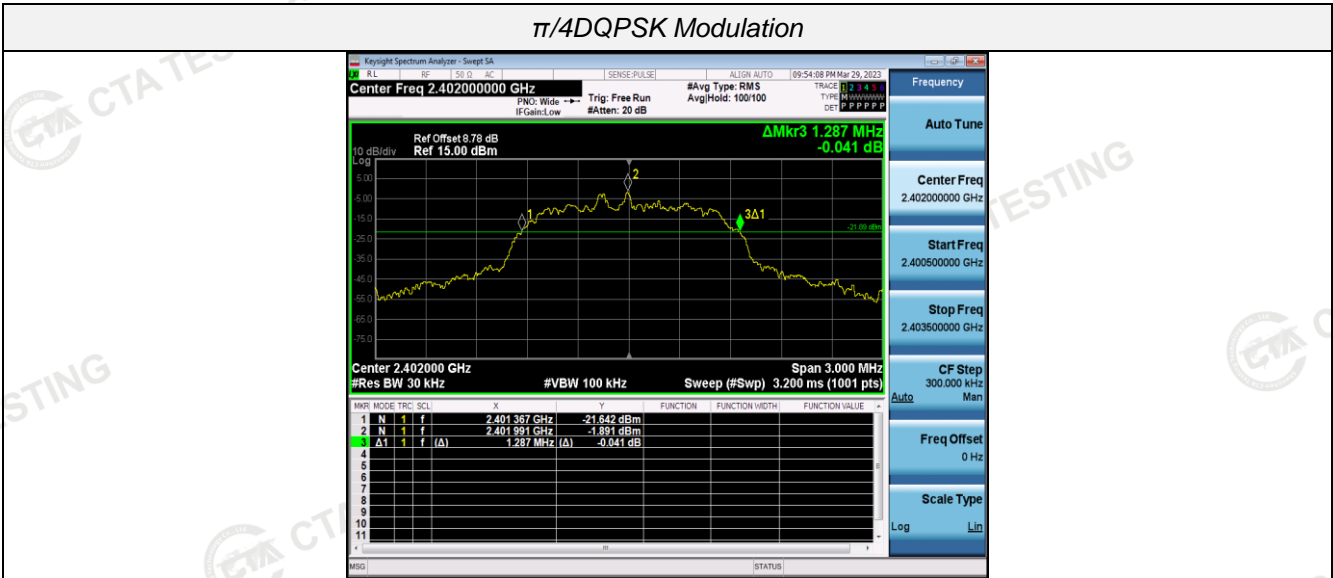 π/4DQPSK Modulation
Keysight Spectrum Analyzer - Swept SA
RL RF 50 Ω AC SENSE:PULSE ALIGN AUTO 09:54:08 PM Mar 29, 2023
Center Freq 2.402000000 GHz
PNO: Wide
IFGain:Low
Trig: Free Run
#Atten: 20 dB
#Avg Type: RMS
Avg|Hold: 100/100
TRACE 1 2 3 4 5 6
TYPE M WWWWW
DET P P P P P P
Ref Offset 8.78 dB
Ref 15.00 dBm
10 dB/div
Log
ΔMkr3 1.287 MHz
-0.041 dB
5.00
-5.00
-15.0
-25.0
-35.0
-45.0
-55.0
-65.0
-75.0
1
2
3Δ1
-21.89 dBm
Center 2.402000 GHz Span 3.000 MHz
#Res BW 30 kHz #VBW 100 kHz Sweep (#Swp) 3.200 ms (1001 pts)
MKR MODE TRC SCL X Y FUNCTION FUNCTION WIDTH FUNCTION VALUE
1 N 1 f 2.401 367 GHz -21.642 dBm
2 N 1 f 2.401 991 GHz -1.891 dBm
3 Δ1 1 f (Δ) 1.287 MHz (Δ) -0.041 dB
4
5
6
7
8
9
10
11
MSG STATUS
Frequency
Auto Tune
Center Freq
2.402000000 GHz
Start Freq
2.400500000 GHz
Stop Freq
2.403500000 GHz
CF Step
300.000 kHz
Auto Man
Freq Offset
0 Hz
Scale Type
Log Lin
CTA TES
TESTING
STING
CTA
C